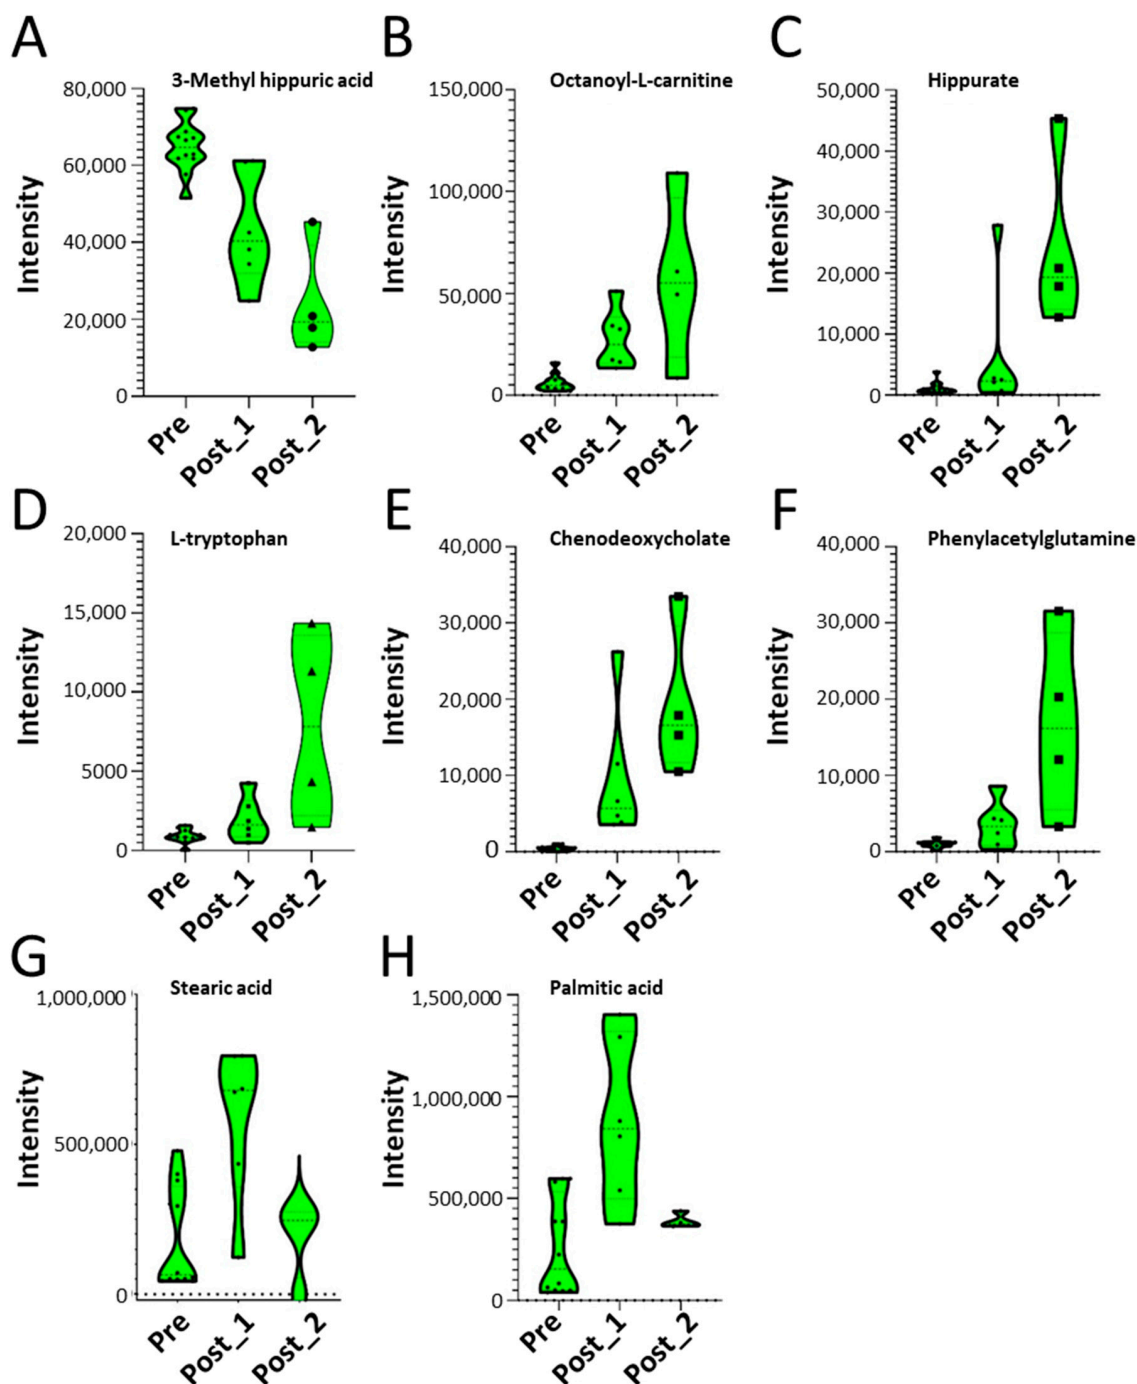 A B C
3-Methyl hippuric acid Octanoyl-L-carnitine Hippurate
Intensity
80,000
60,000
40,000
20,000
0
Pre Post_1 Post_2
Intensity
150,000
100,000
50,000
0
Pre Post_1 Post_2
Intensity
50,000
40,000
30,000
20,000
10,000
0
Pre Post_1 Post_2
D E F
L-tryptophan Chenodeoxycholate Phenylacetylglutamine
Intensity
20,000
15,000
10,000
5000
0
Pre Post_1 Post_2
Intensity
40,000
30,000
20,000
10,000
0
Pre Post_1 Post_2
Intensity
40,000
30,000
20,000
10,000
0
Pre Post_1 Post_2
G H
Stearic acid Palmitic acid
Intensity
1,000,000
500,000
0
Pre Post_1 Post_2
Intensity
1,500,000
1,000,000
500,000
0
Pre Post_1 Post_2